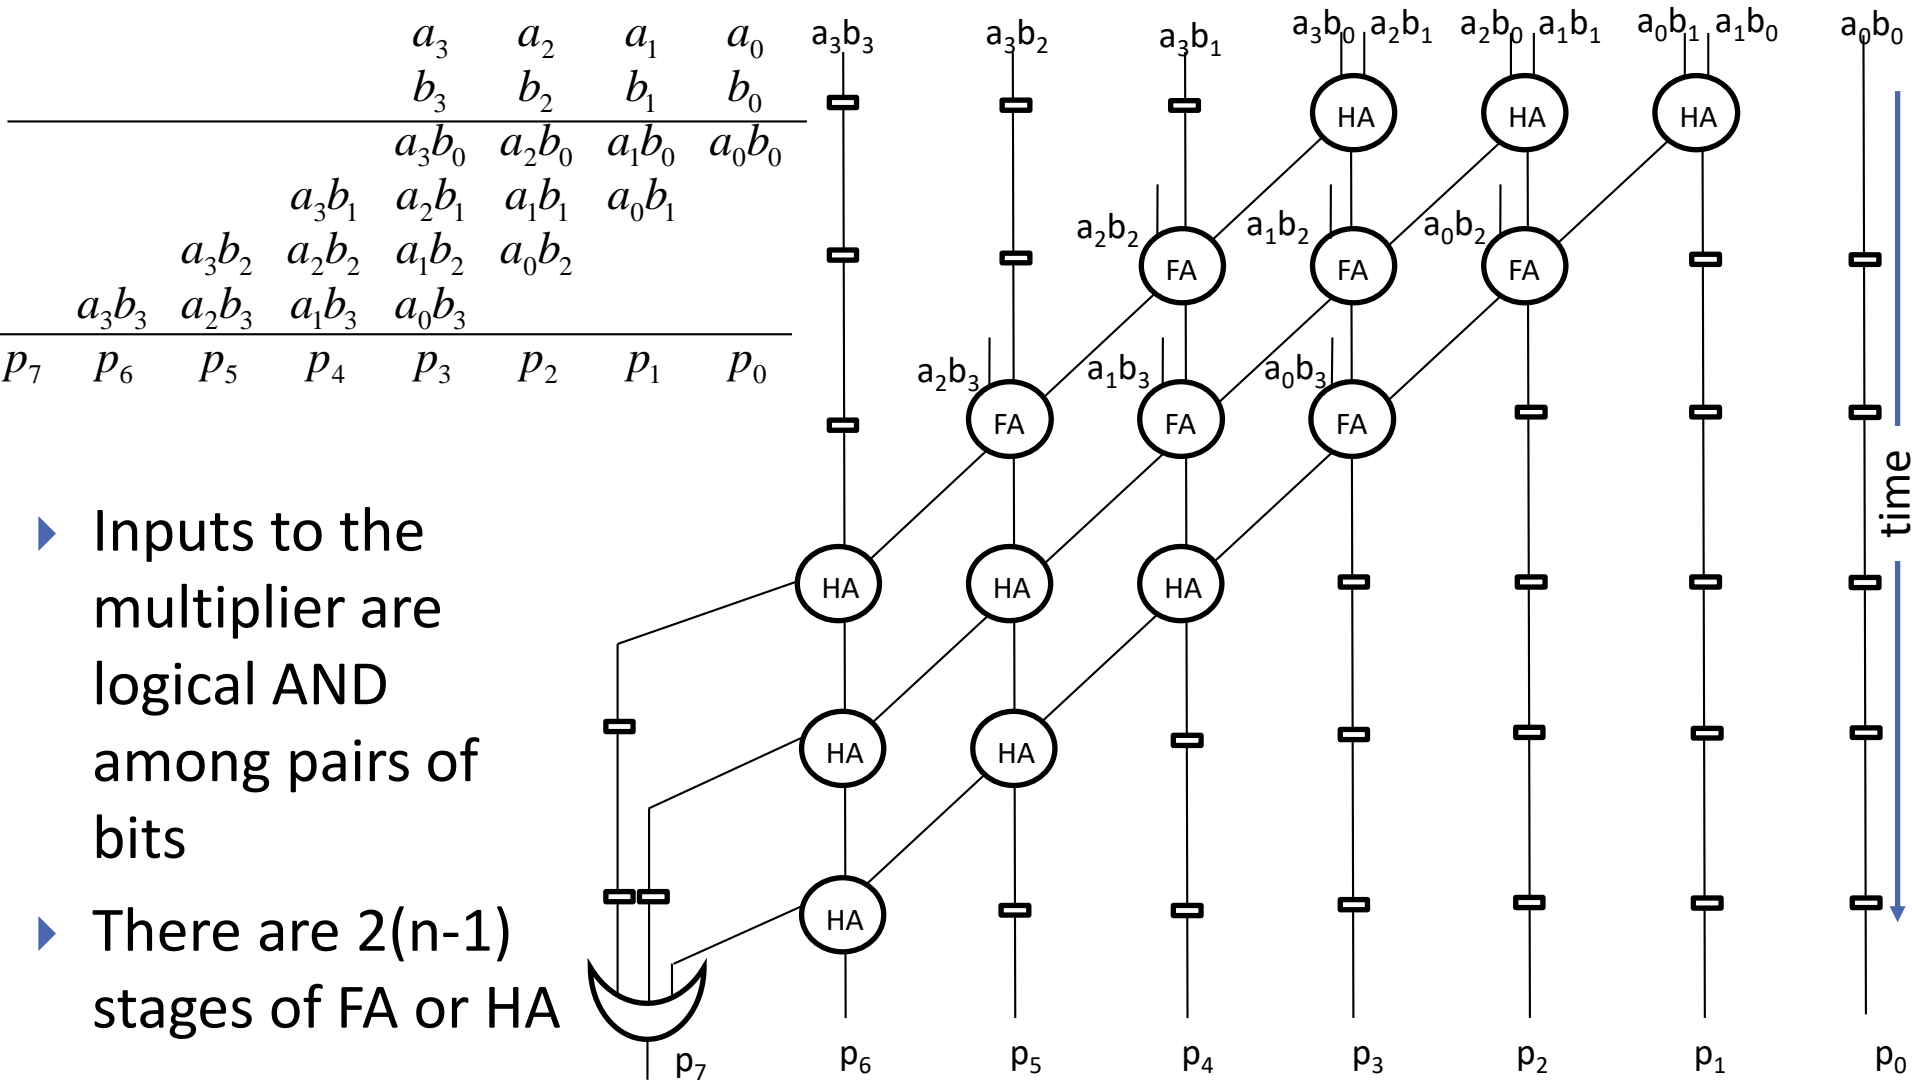 a₃ a₂ a₁ a₀
b₃ b₂ b₁ b₀
a₃b₀ a₂b₀ a₁b₀ a₀b₀
a₃b₁ a₂b₁ a₁b₁ a₀b₁
a₃b₂ a₂b₂ a₁b₂ a₀b₂
a₃b₃ a₂b₃ a₁b₃ a₀b₃
p₇ p₆ p₅ p₄ p₃ p₂ p₁ p₀
Inputs to the
multiplier are
logical AND
among pairs of
bits
There are 2(n-1)
stages of FA or HA
a₃b₃ a₃b₂ a₃b₁ a₃b₀ a₂b₁ a₂b₀ a₁b₁ a₀b₁ a₁b₀ a₀b₀
HA HA HA
a₂b₂ a₁b₂ a₀b₂
FA FA FA
a₂b₃ a₁b₃ a₀b₃
FA FA FA
HA HA HA
HA HA
HA
p₇ p₆ p₅ p₄ p₃ p₂ p₁ p₀
time